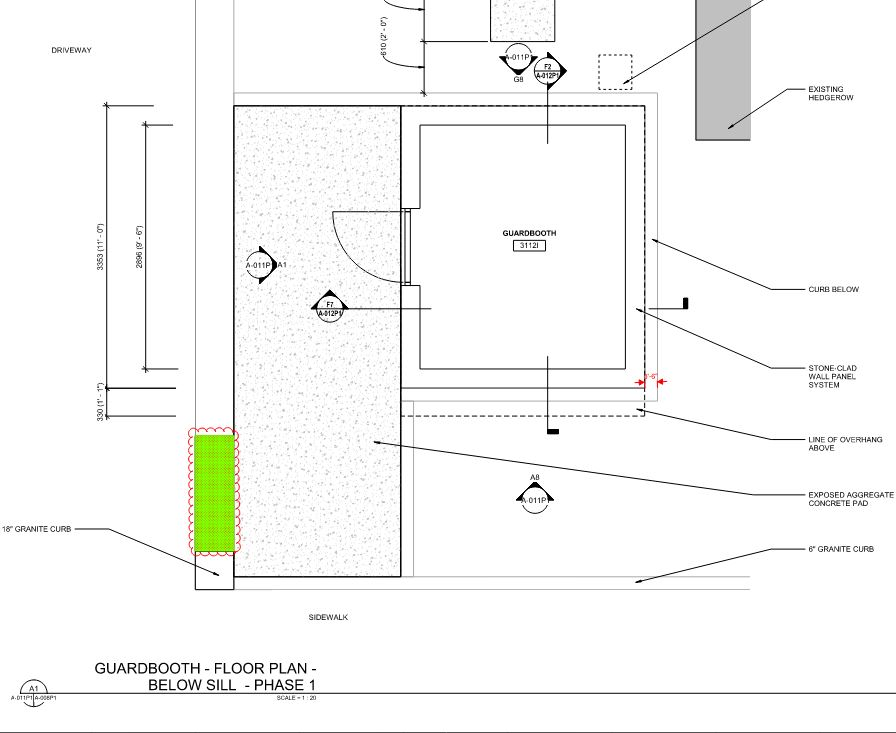 610 (2' - 0")
DRIVEWAY
A-011P1
G8
F2
A-012P1
EXISTING
HEDGEROW
3353 (11' - 0")
2896 (9' - 6")
GUARDBOOTH
3112I
A-011P1
A1
F7
A-012P1
CURB BELOW
STONE-CLAD
WALL PANEL
SYSTEM
330 (1' - 1")
LINE OF OVERHANG
ABOVE
A8
A-011P1
EXPOSED AGGREGATE
CONCRETE PAD
18" GRANITE CURB
6" GRANITE CURB
SIDEWALK
GUARDBOOTH - FLOOR PLAN -
BELOW SILL - PHASE 1
SCALE = 1 : 20
A1
A-011P1 A-008P1